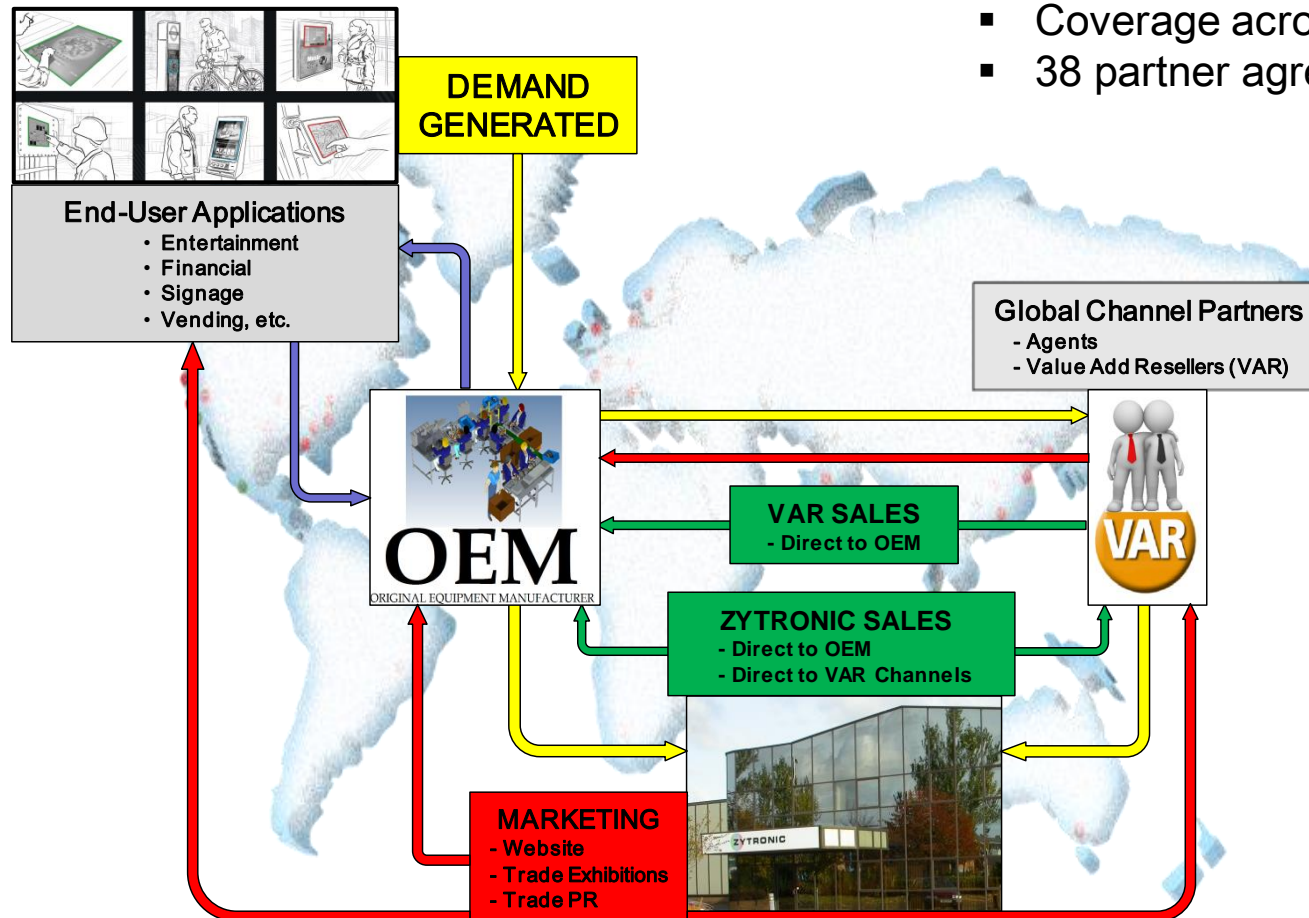 ▪ Coverage acro
▪ 38 partner agre
DEMAND
GENERATED
End-User Applications
• Entertainment
• Financial
• Signage
• Vending, etc.
Global Channel Partners
- Agents
- Value Add Resellers (VAR)
OEM
ORIGINAL EQUIPMENT MANUFACTURER
VAR
VAR SALES
- Direct to OEM
ZYTRONIC SALES
- Direct to OEM
- Direct to VAR Channels
ZYTRONIC
MARKETING
- Website
- Trade Exhibitions
- Trade PR